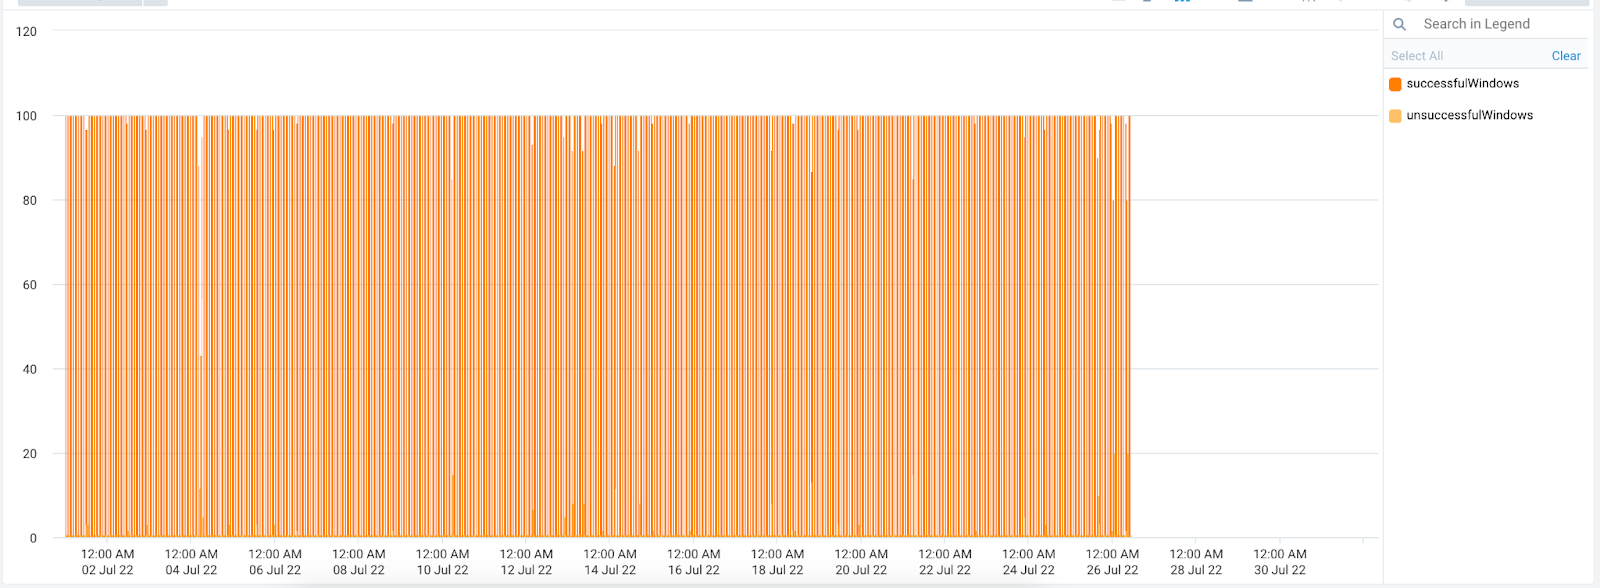 120
Search in Legend
Select All Clear
successfulWindows
100
unsuccessfulWindows
80
60
40
20
0
12:00 AM 12:00 AM 12:00 AM 12:00 AM 12:00 AM 12:00 AM 12:00 AM 12:00 AM 12:00 AM 12:00 AM 12:00 AM 12:00 AM 12:00 AM 12:00 AM 12:00 AM
02 Jul 22 04 Jul 22 06 Jul 22 08 Jul 22 10 Jul 22 12 Jul 22 14 Jul 22 16 Jul 22 18 Jul 22 20 Jul 22 22 Jul 22 24 Jul 22 26 Jul 22 28 Jul 22 30 Jul 22